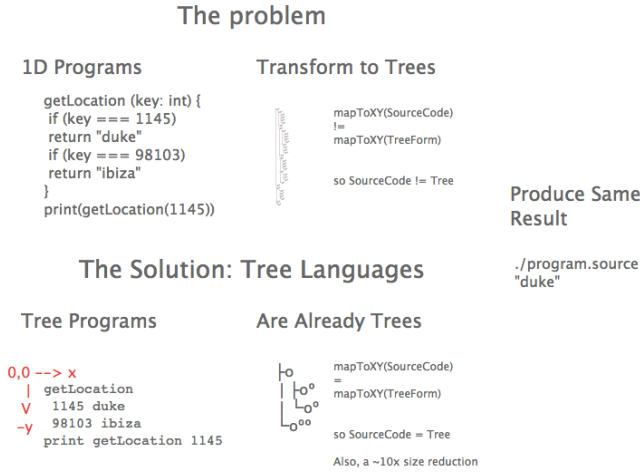 The problem
1D Programs
getLocation (key: int) {
if (key === 1145)
return "duke"
if (key === 98103)
return "ibiza"
}
print(getLocation(1145))
Transform to Trees
mapToXY(SourceCode)
!=
mapToXY(TreeForm)
so SourceCode != Tree
Produce Same
Result
./program.source
"duke"
The Solution: Tree Languages
Tree Programs
0,0 --> x
| getLocation
V 1145 duke
-y 98103 ibiza
print getLocation 1145
Are Already Trees
├o
| ├oº
| └oº
└oºº
mapToXY(SourceCode)
=
mapToXY(TreeForm)
so SourceCode = Tree
Also, a ~10x size reduction